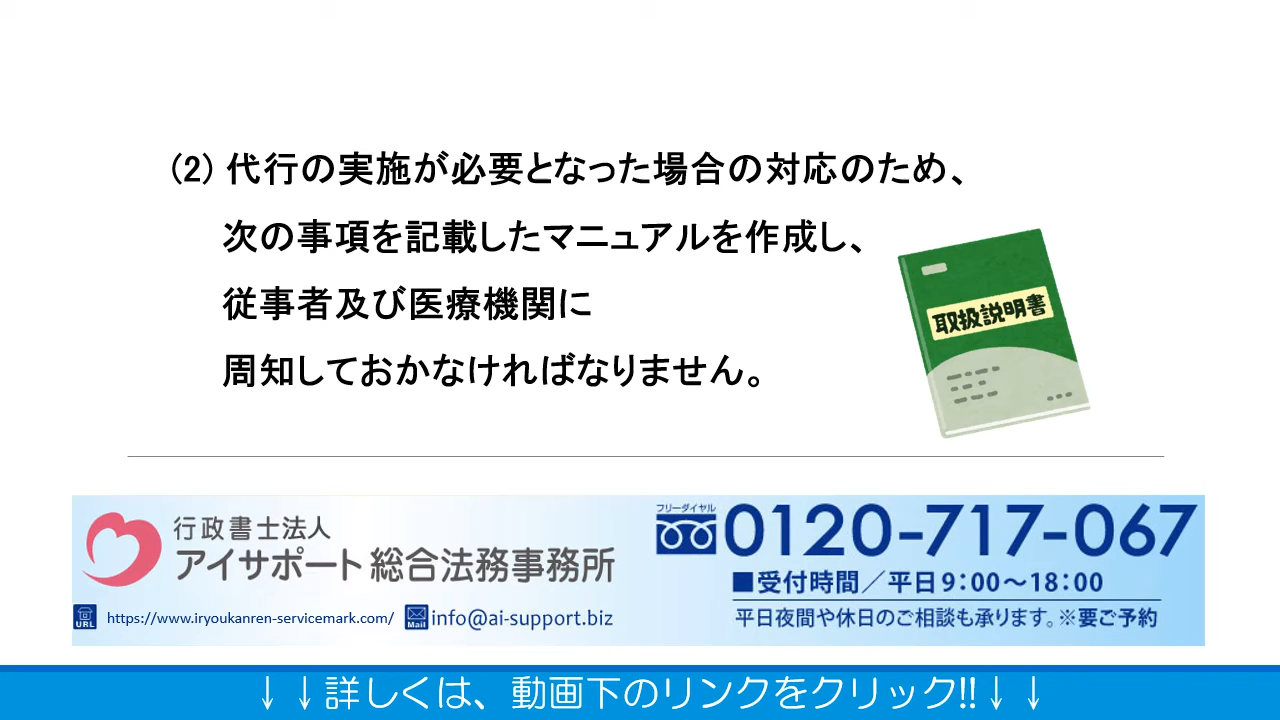 (2) 代行の実施が必要となった場合の対応のため、
次の事項を記載したマニュアルを作成し、
従事者及び医療機関に
周知しておかなければなりません。
取扱説明書
行政書士法人
アイサポート 総合法務事務所
URL https://www.iryoukanren-servicemark.com/ Mail info@ai-support.biz
フリーダイヤル
0120-717-067
■受付時間／平日9:00〜18:00
平日夜間や休日のご相談も承ります。※要ご予約
↓↓詳しくは、動画下のリンクをクリック!!↓↓